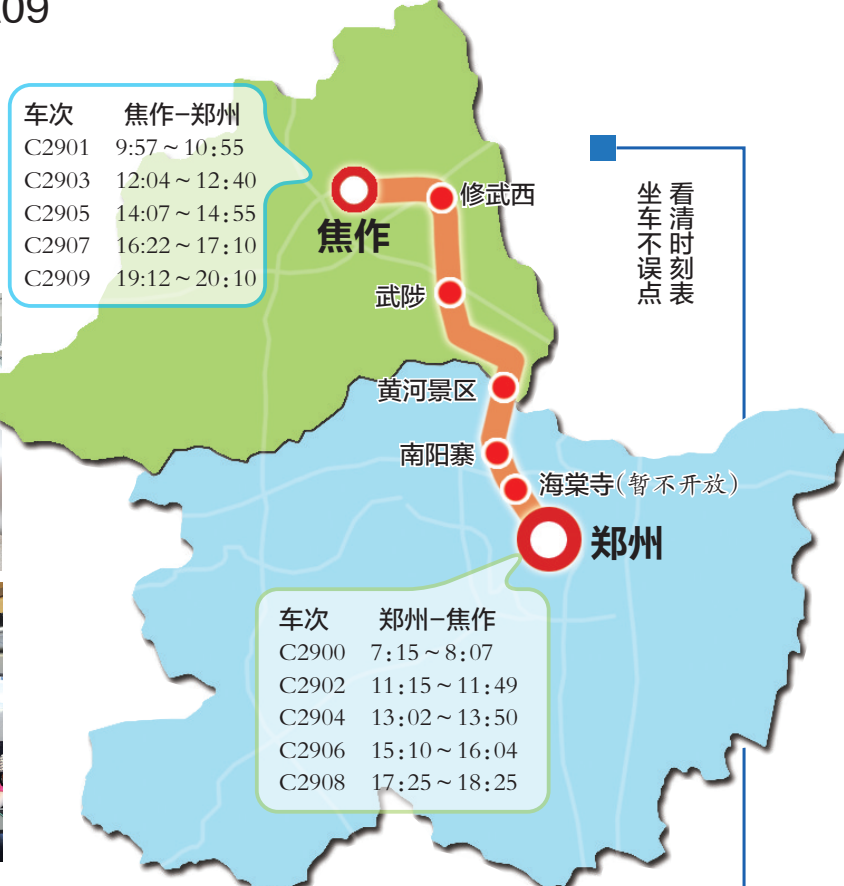 09
车次 焦作-郑州
C2901 9:57~10:55
C2903 12:04~12:40
C2905 14:07~14:55
C2907 16:22~17:10
C2909 19:12~20:10
看清时刻表
坐车不误点
修武西
焦作
武陟
黄河景区
南阳寨
海棠寺(暂不开放)
郑州
车次 郑州-焦作
C2900 7:15~8:07
C2902 11:15~11:49
C2904 13:02~13:50
C2906 15:10~16:04
C2908 17:25~18:25